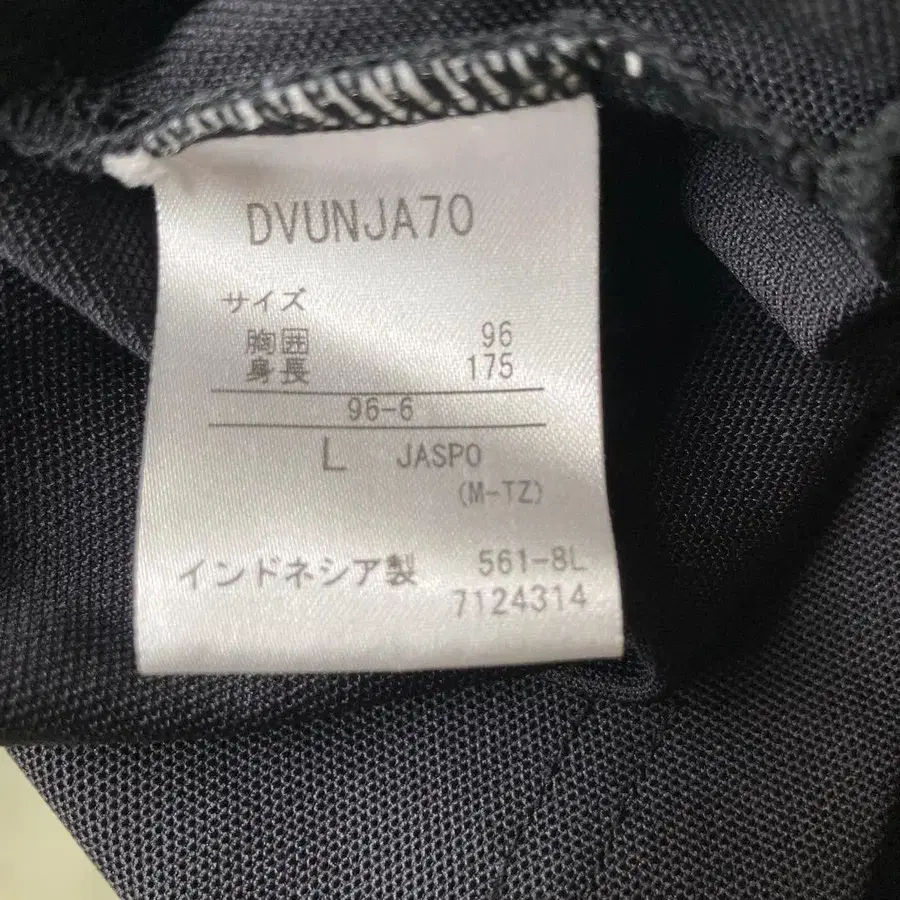 DVUNJA70
サイズ
胸囲 96
身長 175
96-6
L JASPO
(M-TZ)
インドネシア製 561-8L
7124314